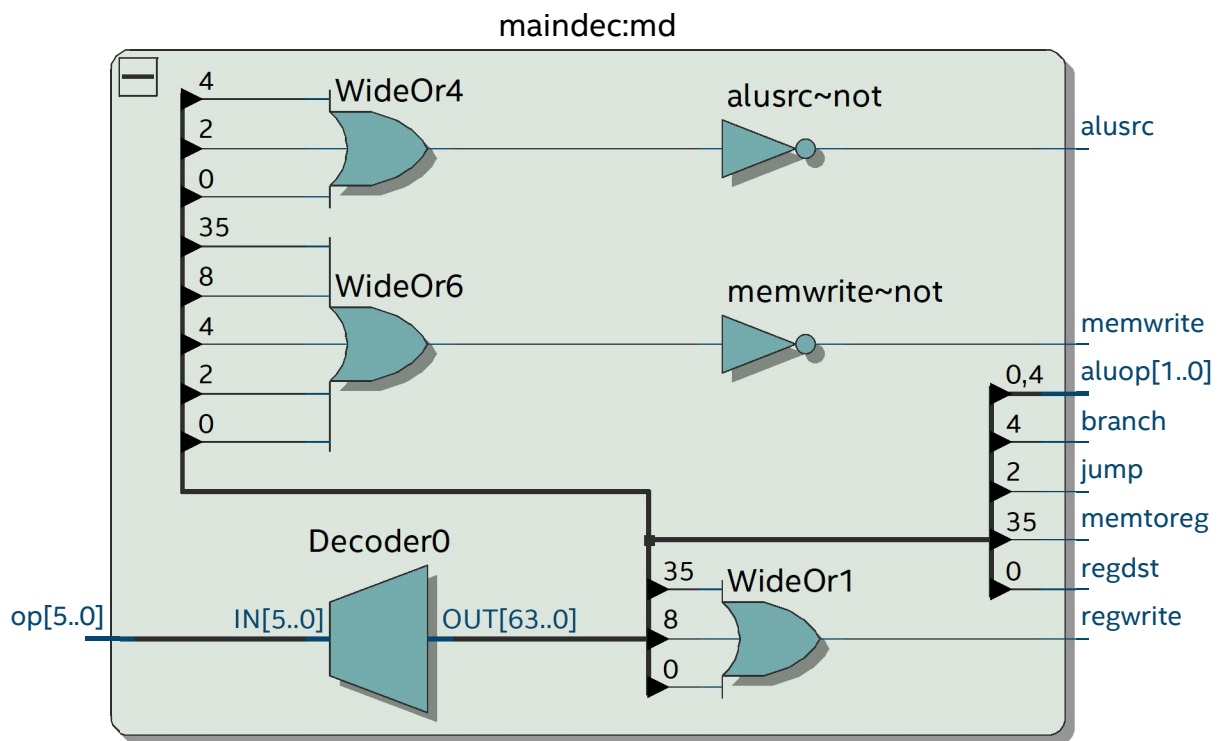 maindec:md
4
WideOr4
alusrc~not
alusrc
2
0
35
8
WideOr6
memwrite~not
memwrite
4
2
0
0,4
aluop[1..0]
4
branch
2
jump
35
memtoreg
0
regdst
Decoder0
op[5..0]
IN[5..0]
OUT[63..0]
35
WideOr1
8
0
regwrite